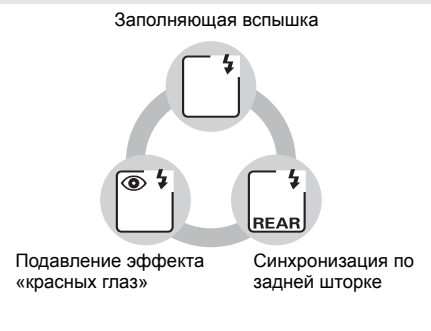 Заполняющая вспышка
REAR
Подавление эффекта
«красных глаз»
Синхронизация по
задней шторке